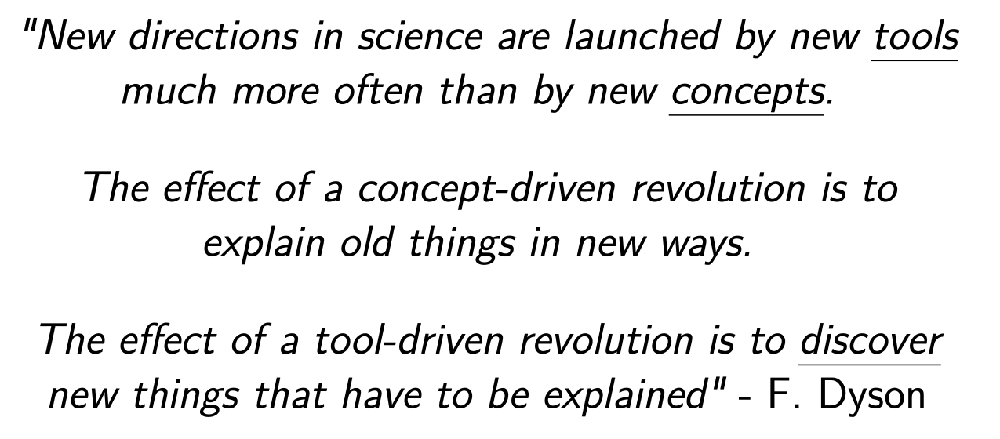 "New directions in science are launched by new tools
much more often than by new concepts.
The effect of a concept-driven revolution is to
explain old things in new ways.
The effect of a tool-driven revolution is to discover
new things that have to be explained" - F. Dyson